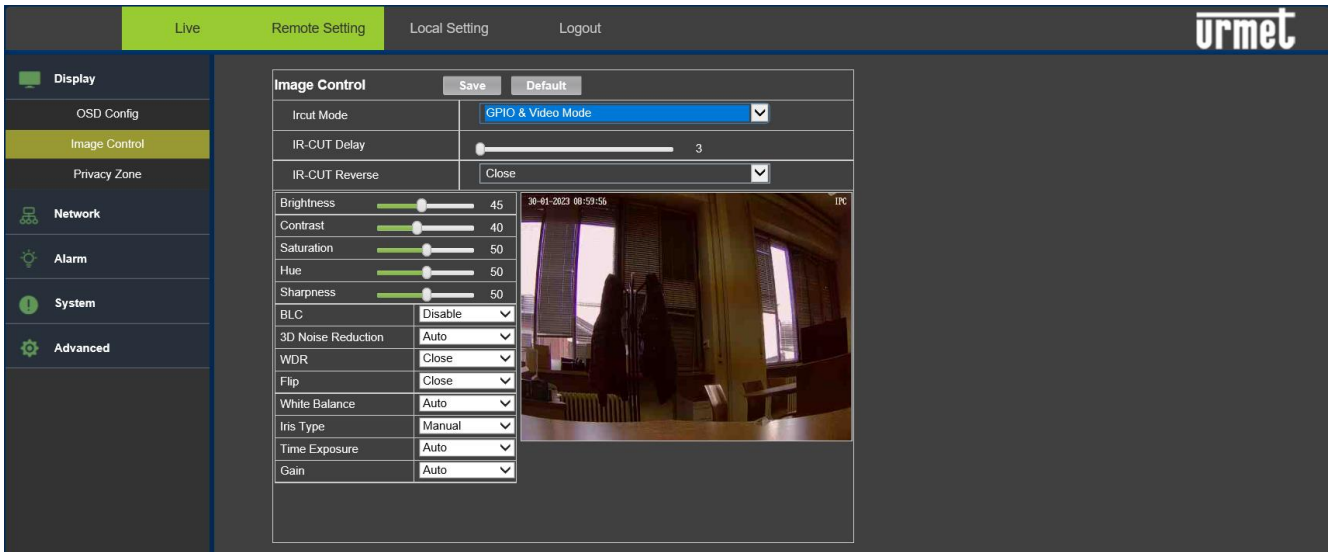 Live Remote Setting Local Setting Logout urmet
Display
OSD Config
Image Control
Privacy Zone
Network
Alarm
System
Advanced
Image Control Save Default
Ircut Mode GPIO & Video Mode
IR-CUT Delay 3
IR-CUT Reverse Close
Brightness 45
Contrast 40
Saturation 50
Hue 50
Sharpness 50
BLC Disable
3D Noise Reduction Auto
WDR Close
Flip Close
White Balance Auto
Iris Type Manual
Time Exposure Auto
Gain Auto
30-01-2023 08:59:56 IPC